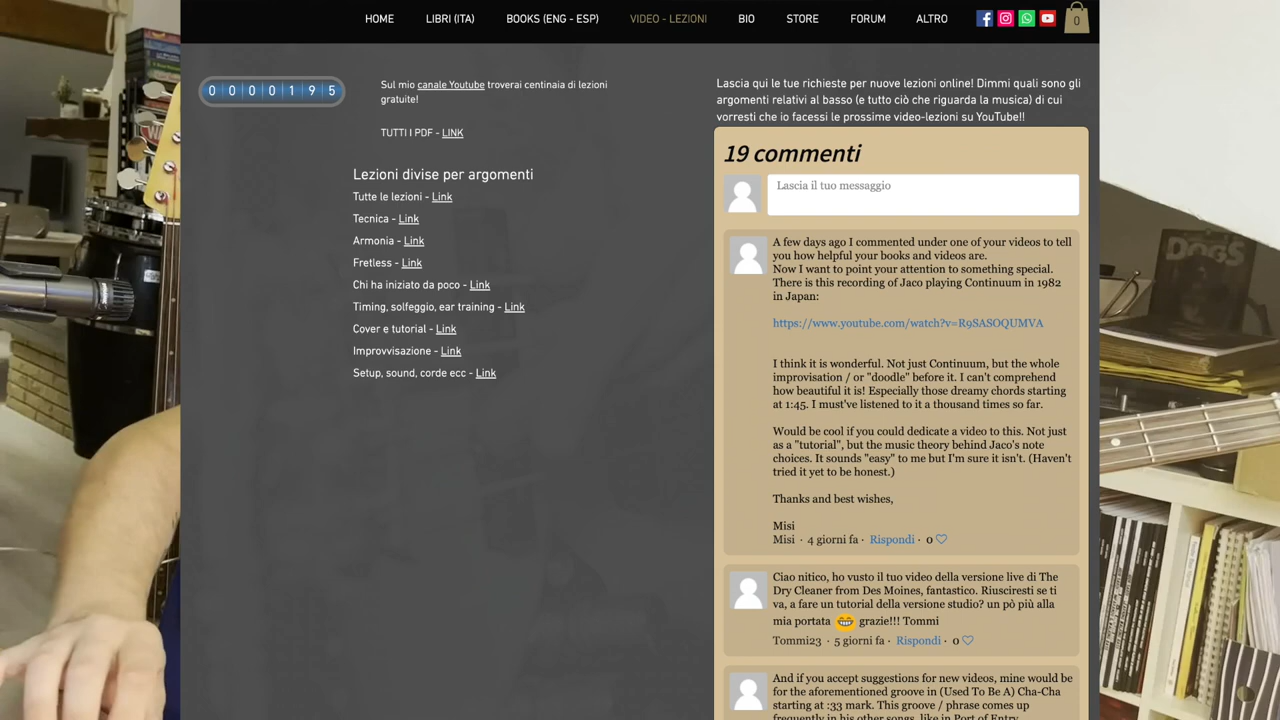 HOME LIBRI (ITA) BOOKS (ENG - ESP) VIDEO - LEZIONI BIO STORE FORUM ALTRO 0
0 0 0 0 1 9 5
Sul mio canale Youtube troverai centinaia di lezioni
gratuite!
TUTTI I PDF - LINK
Lezioni divise per argomenti
Tutte le lezioni - Link
Tecnica - Link
Armonia - Link
Fretless - Link
Chi ha iniziato da poco - Link
Timing, solfeggio, ear training - Link
Cover e tutorial - Link
Improvvisazione - Link
Setup, sound, corde ecc - Link
Lascia qui le tue richieste per nuove lezioni online! Dimmi quali sono gli
argomenti relativi al basso (e tutto ciò che riguarda la musica) di cui
vorresti che io facessi le prossime video-lezioni su YouTube!!
19 commenti
Lascia il tuo messaggio
A few days ago I commented under one of your videos to tell
you how helpful your books and videos are.
Now I want to point your attention to something special.
There is this recording of Jaco playing Continuum in 1982
in Japan:
https://www.youtube.com/watch?v=R9SASOQUMVA
I think it is wonderful. Not just Continuum, but the whole
improvisation / or "doodle" before it. I can't comprehend
how beautiful it is! Especially those dreamy chords starting
at 1:45. I must've listened to it a thousand times so far.
Would be cool if you could dedicate a video to this. Not just
as a "tutorial", but the music theory behind Jaco's note
choices. It sounds "easy" to me but I'm sure it isn't. (Haven't
tried it yet to be honest.)
Thanks and best wishes,
Misi
Misi · 4 giorni fa · Rispondi · 0
Ciao nitico, ho vusto il tuo video della versione live di The
Dry Cleaner from Des Moines, fantastico. Riusciresti se ti
va, a fare un tutorial della versione studio? un pò più alla
mia portata 😁 grazie!!! Tommi
Tommi23 · 5 giorni fa · Rispondi · 0
And if you accept suggestions for new videos, mine would be
for the aforementioned groove in (Used To Be A) Cha-Cha
starting at :33 mark. This groove / phrase comes up
frequently in his other songs, like in Port of Entry
DOGS